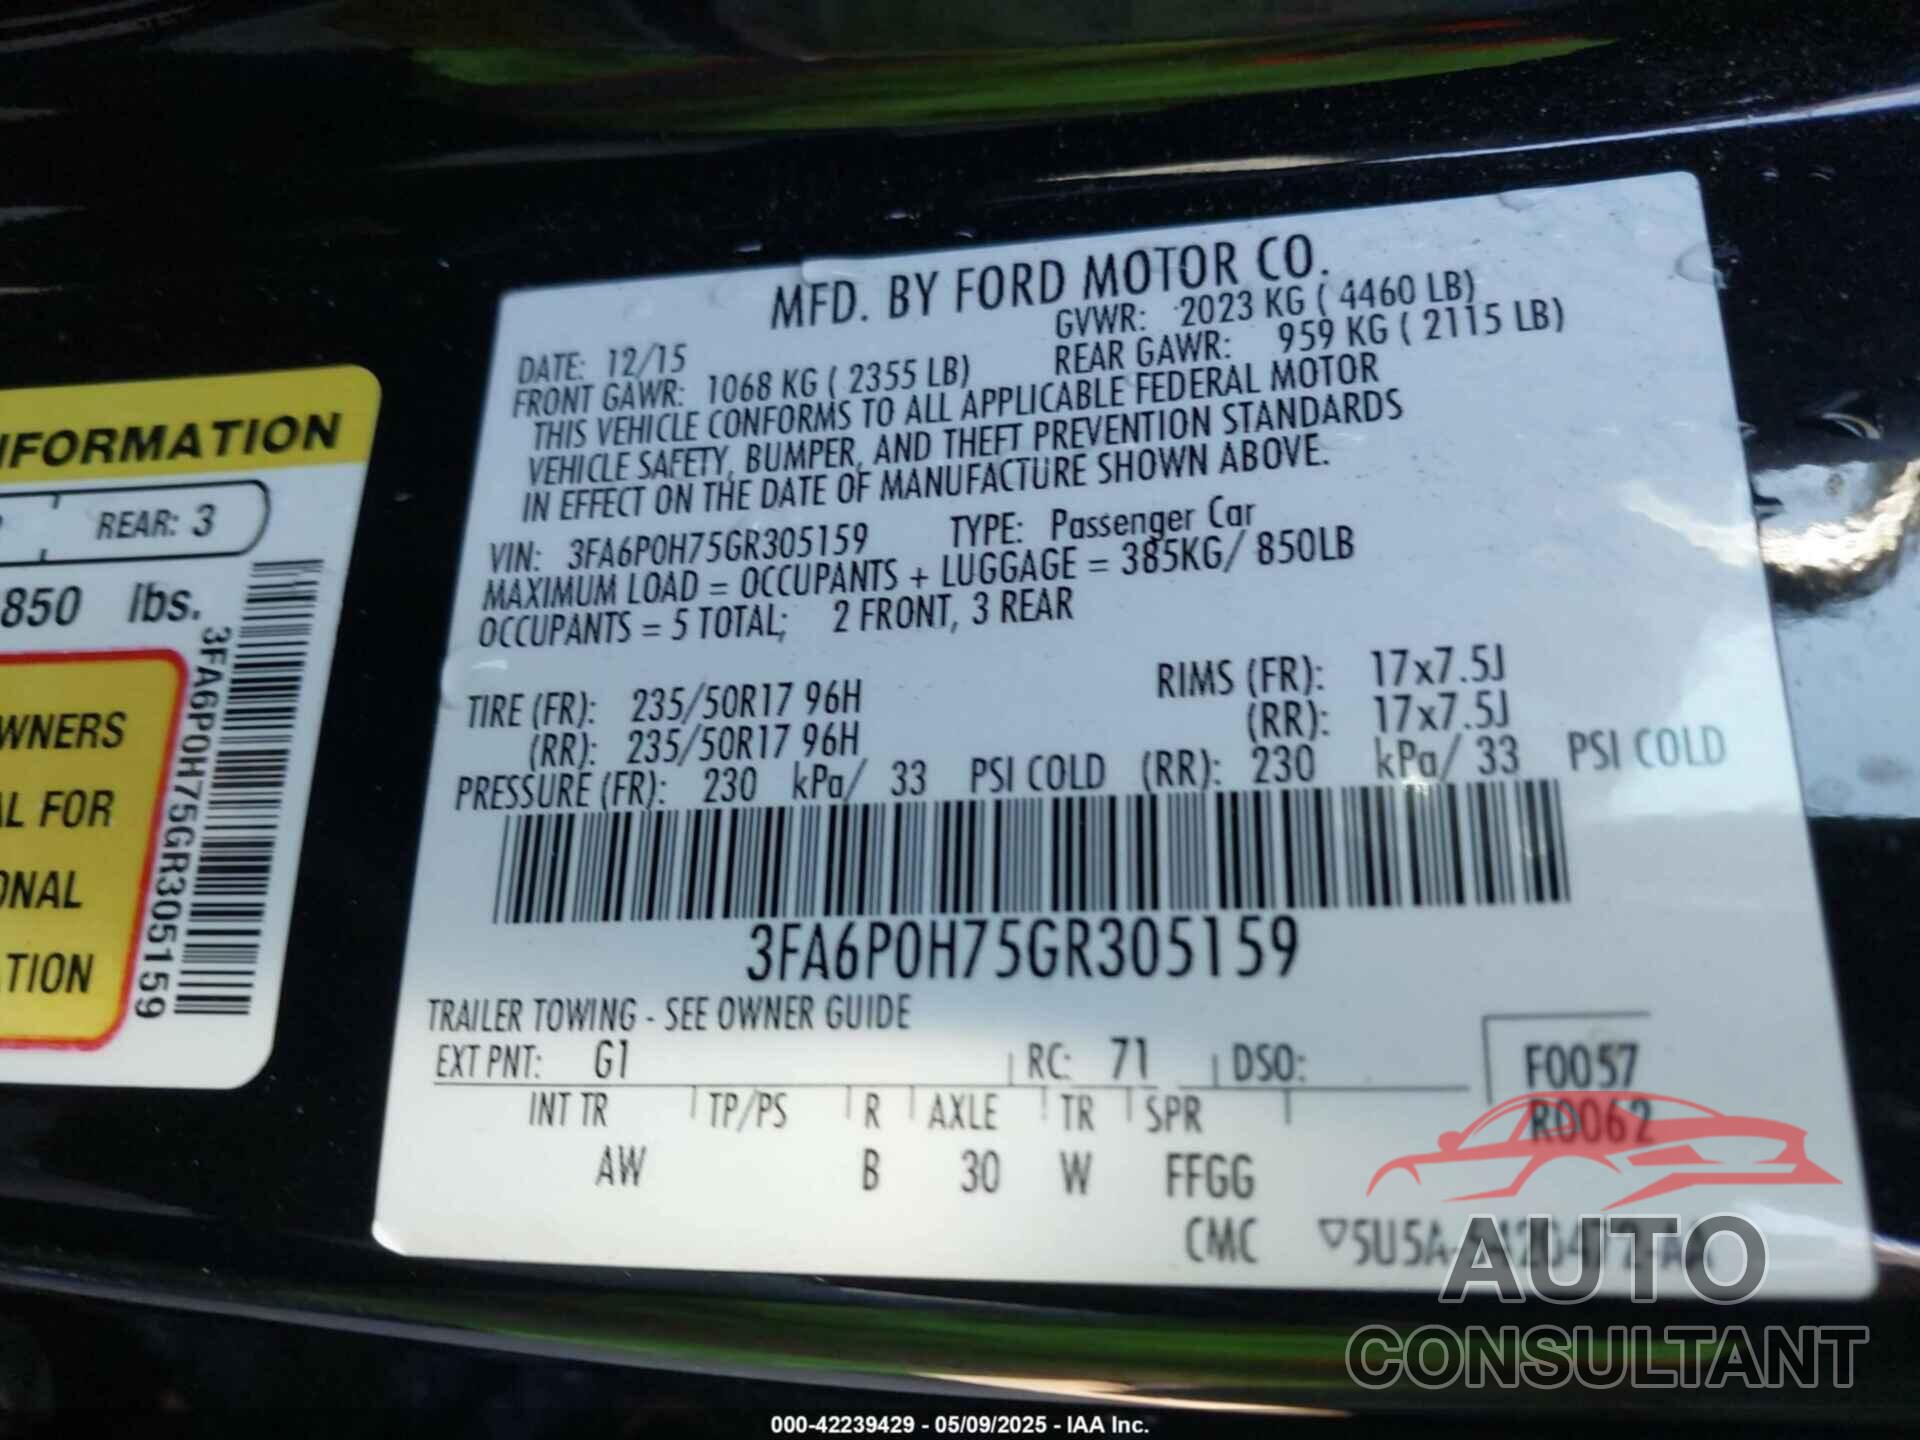 MFD. BY FORD MOTOR CO.
DATE: 12/15 GVWR: 2023 KG ( 4460 LB)
FRONT GAWR: 1068 KG ( 2355 LB) REAR GAWR: 959 KG ( 2115 LB)
THIS VEHICLE CONFORMS TO ALL APPLICABLE FEDERAL MOTOR
VEHICLE SAFETY, BUMPER, AND THEFT PREVENTION STANDARDS
IN EFFECT ON THE DATE OF MANUFACTURE SHOWN ABOVE.
VIN: 3FA6P0H75GR305159 TYPE: Passenger Car
MAXIMUM LOAD = OCCUPANTS + LUGGAGE = 385KG/ 850LB
OCCUPANTS = 5 TOTAL; 2 FRONT, 3 REAR
TIRE (FR): 235/50R17 96H RIMS (FR): 17x7.5J
(RR): 235/50R17 96H (RR): 17x7.5J
PRESSURE (FR): 230 kPa/ 33 PSI COLD (RR): 230 kPa/ 33 PSI COLD
3FA6P0H75GR305159
TRAILER TOWING - SEE OWNER GUIDE
EXT PNT: G1 RC: 71 DSO: F0057
INT TR TP/PS R AXLE TR SPR R0062
AW B 30 W FFGG
CMC
REAR: 3
850 lbs.
3FA6P0H75GR305159
L FOR
AUTO
CONSULTANT
000-42239429 - 05/09/2025 - IAA Inc.